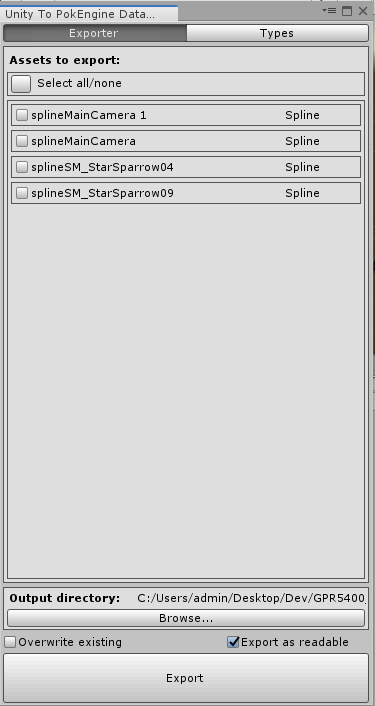 Unity To PokEngine Data...
Exporter Types
Assets to export:
Select all/none
splineMainCamera 1 Spline
splineMainCamera Spline
splineSM_StarSparrow04 Spline
splineSM_StarSparrow09 Spline
Output directory: C:/Users/admin/Desktop/Dev/GPR5400_
Browse...
Overwrite existing Export as readable
Export